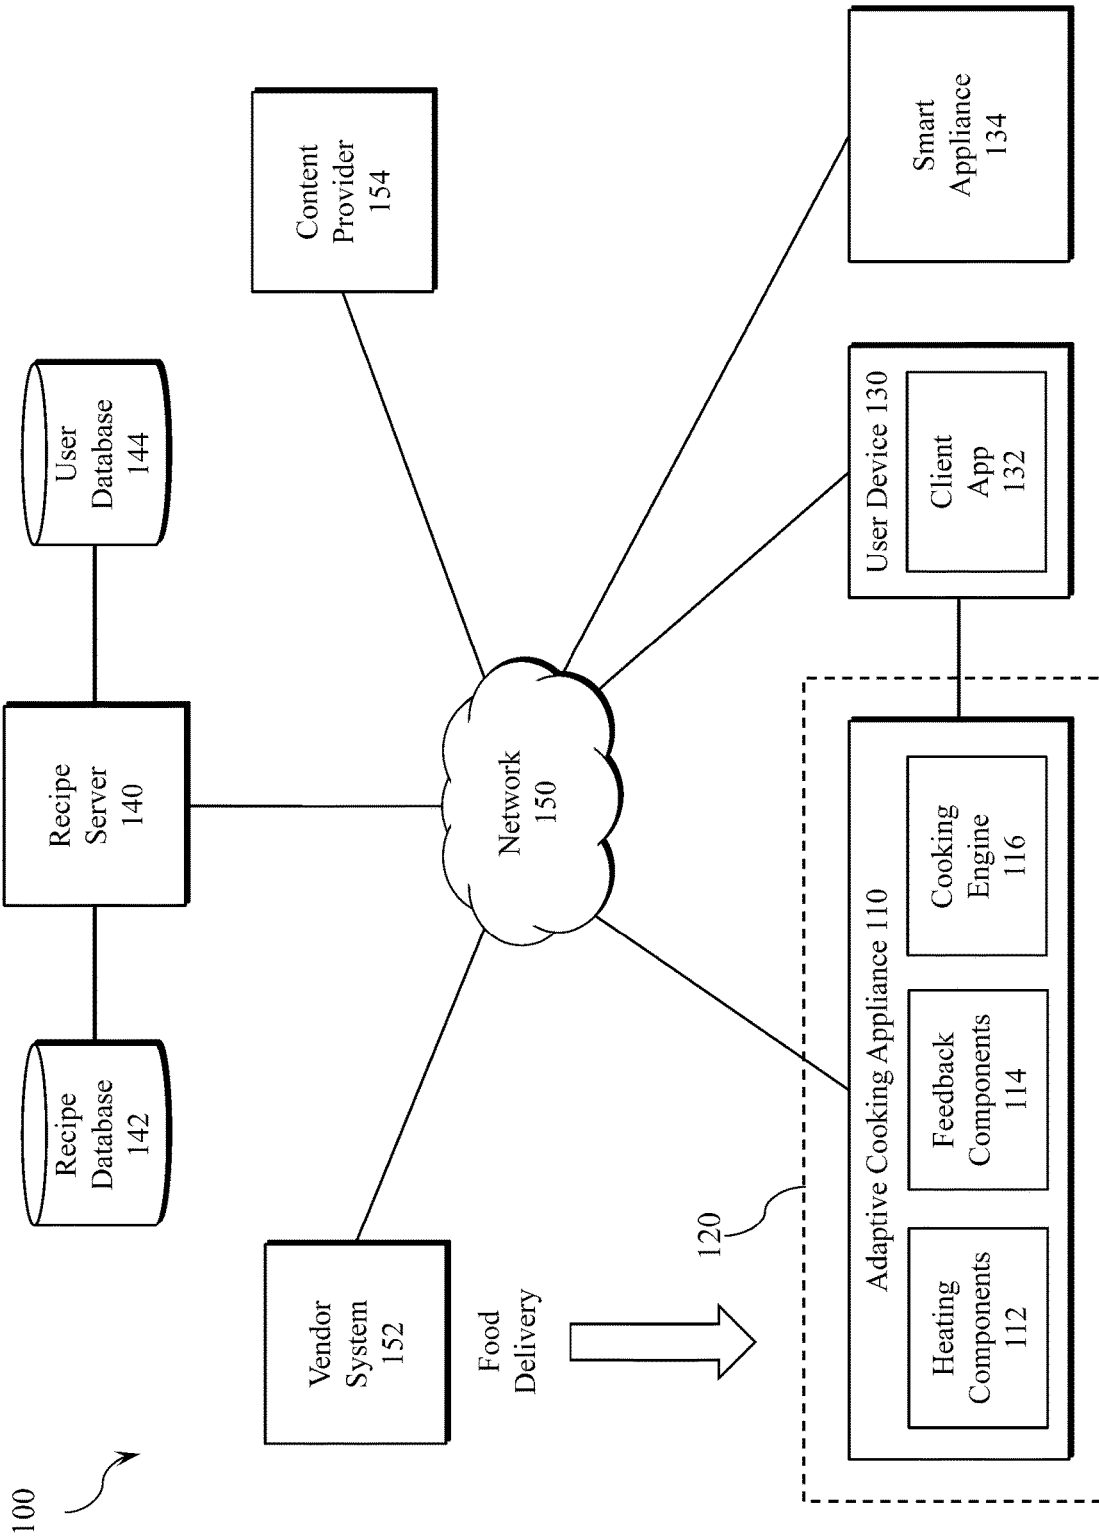 100
Recipe
Database
142
Recipe
Server
140
User
Database
144
Vendor
System
152
Content
Provider
154
Food
Delivery
Network
150
120
Adaptive Cooking Appliance 110
Heating
Components
112
Feedback
Components
114
Cooking
Engine
116
User Device 130
Client
App
132
Smart
Appliance
134